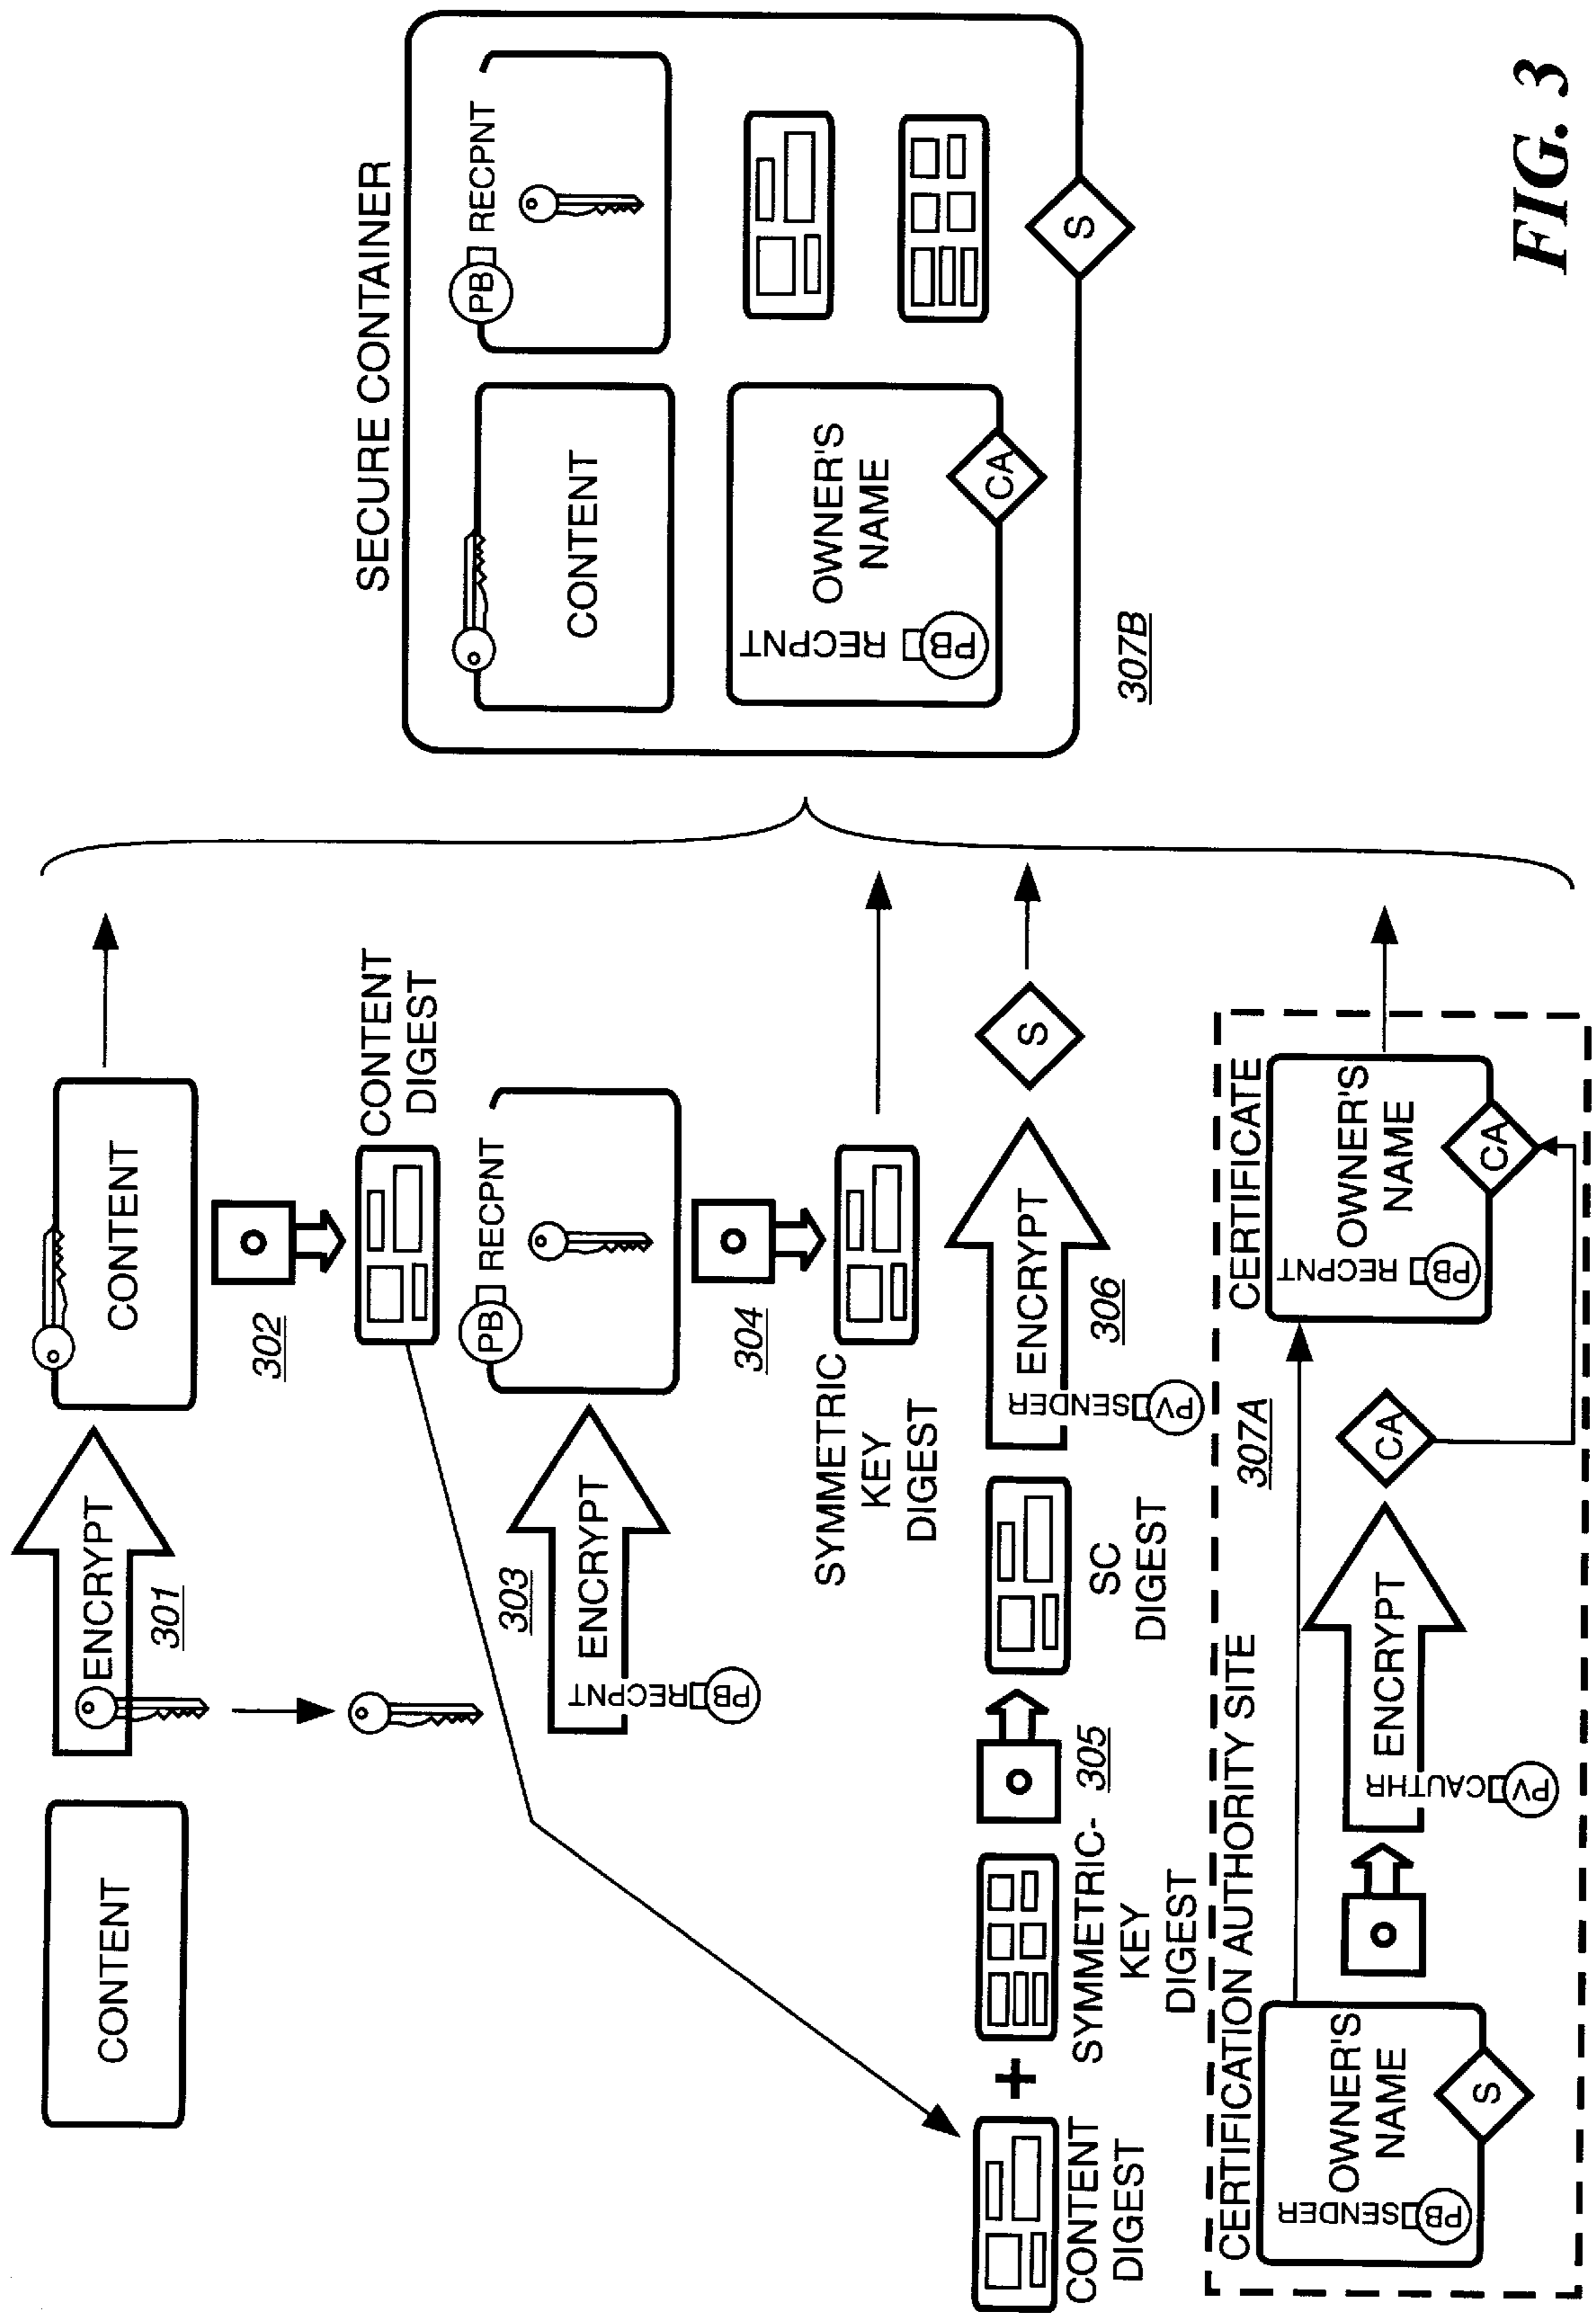 CONTENT
ENCRYPT
301
CONTENT
302
CONTENT
DIGEST
303
ENCRYPT
RECPNT
PB
PB
RECPNT
304
SYMMETRIC
KEY
DIGEST
CONTENT
DIGEST
+
SYMMETRIC-
KEY
DIGEST
305
SC
DIGEST
ENCRYPT
SENDER
PV
306
S
CERTIFICATION AUTHORITY SITE
307A
OWNER'S
NAME
SENDER
PB
S
ENCRYPT
CAUTHR
PV
CA
CERTIFICATE
OWNER'S
NAME
RECPNT
PB
CA
SECURE CONTAINER
CONTENT
PB
RECPNT
OWNER'S
NAME
RECPNT
PB
CA
S
307B
FIG. 3